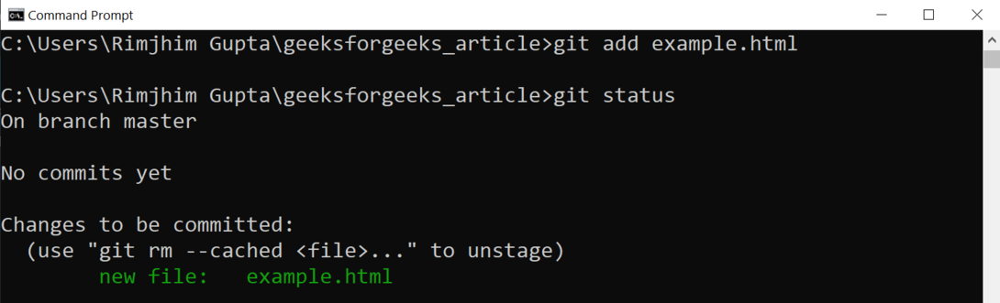 Command Prompt
C:\Users\Rimjhim Gupta\geeksforgeeks_article>git add example.html
C:\Users\Rimjhim Gupta\geeksforgeeks_article>git status
On branch master
No commits yet
Changes to be committed:
  (use "git rm --cached <file>..." to unstage)
        new file:   example.html